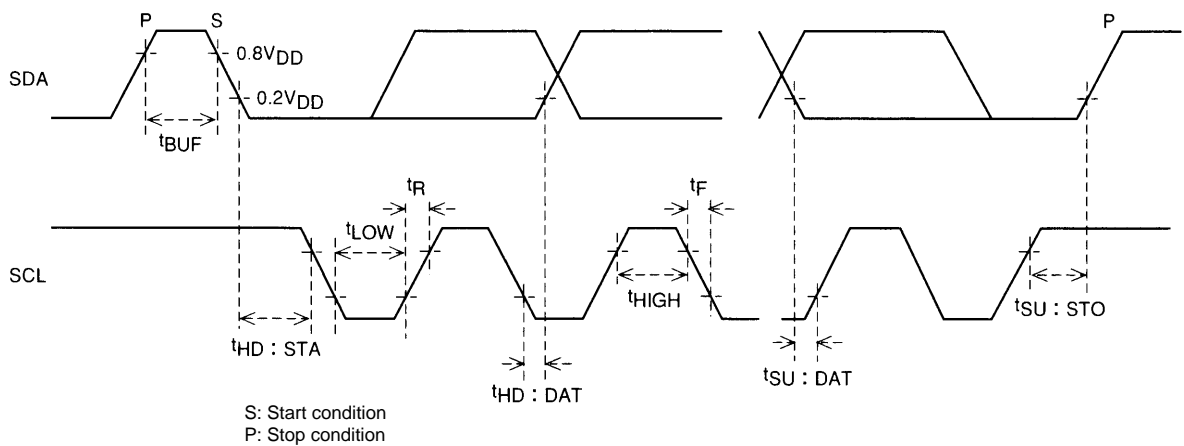 P S P
0.8VDD
SDA
0.2VDD
tBUF
tR tF
tLOW
SCL
tHIGH
tSU : STO
tHD : STA
tSU : DAT
tHD : DAT
S: Start condition
P: Stop condition